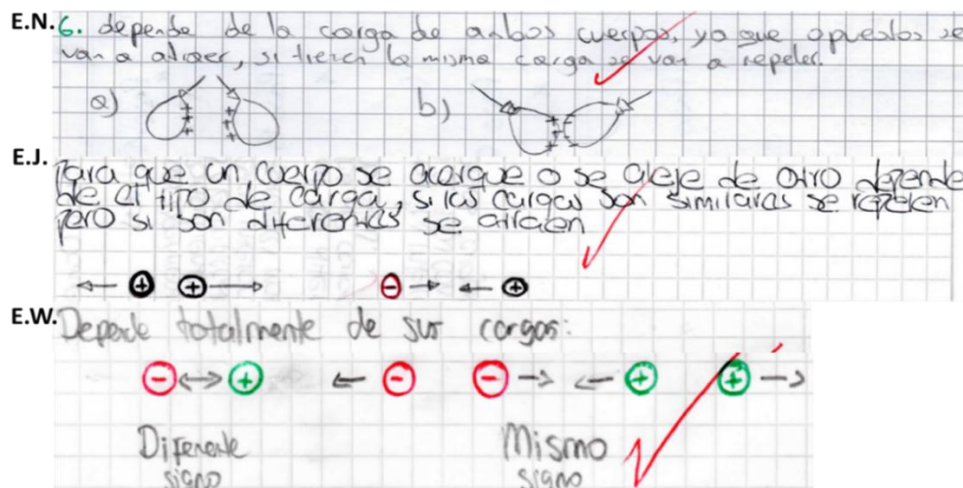 E.N. 6. depende de la carga de ambos cuerpos, ya que opuestos se
van a atraer, si tienen la misma carga se van a repeler.
a) b)
E.J. Para que un cuerpo se acerque o se aleje de otro depende
de el tipo de carga, si las cargas son similares se repelen
pero si son diferentes se atraen
+ + - +
E.W. Depende totalmente de sus cargas:
- + - - + +
Diferente Mismo
signo signo